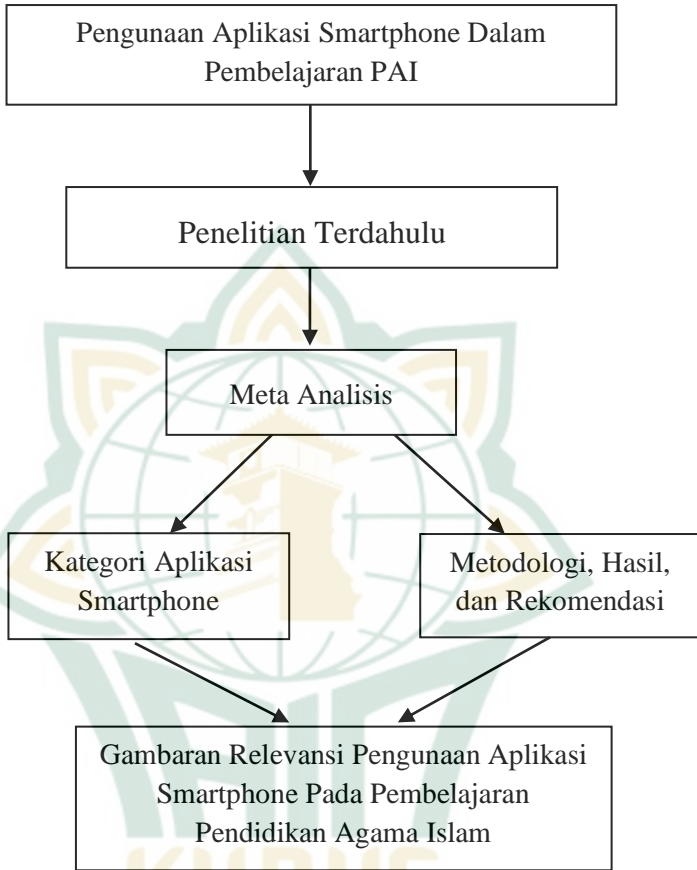 Pengunaan Aplikasi Smartphone Dalam
Pembelajaran PAI
Penelitian Terdahulu
Meta Analisis
Kategori Aplikasi
Smartphone
Metodologi, Hasil,
dan Rekomendasi
Gambaran Relevansi Pengunaan Aplikasi
Smartphone Pada Pembelajaran
Pendidikan Agama Islam